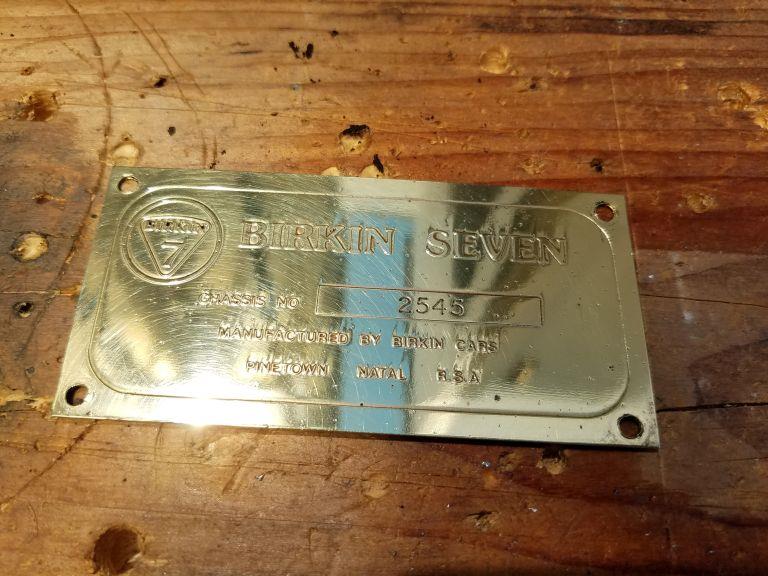 BIRKIN
7
BIRKIN SEVEN
CHASSIS NO 2545
MANUFACTURED BY BIRKIN CARS
PINETOWN NATAL R.S.A